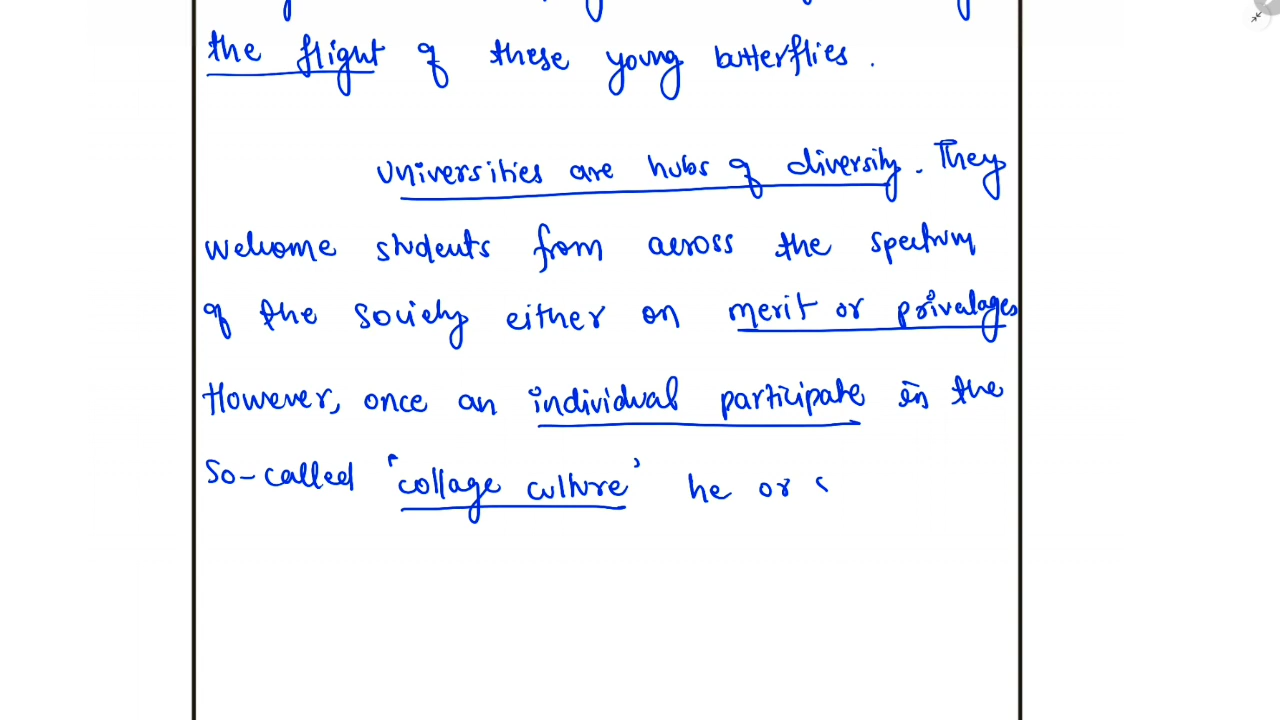 the flight of these young butterflies.
Universities are hubs of diversity. They
welcome students from across the spectrum
of the society either on merit or privalages
However, once an individual participate in the
so-called 'collage culture' he or